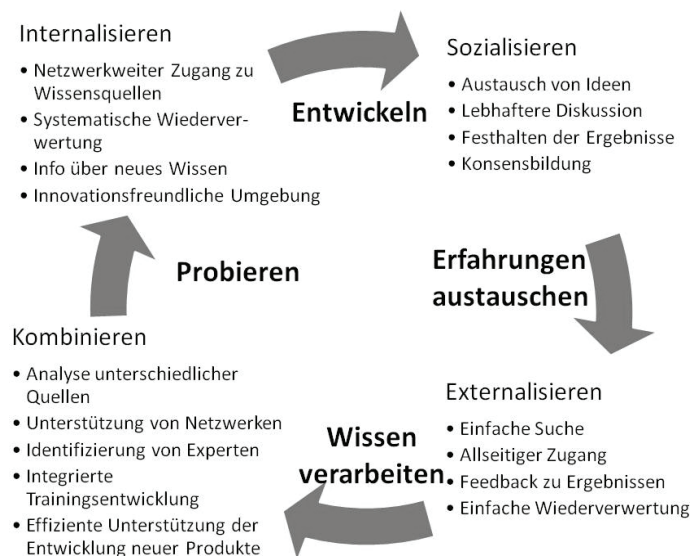 Internalisieren
• Netzwerkweiter Zugang zu
Wissensquellen
• Systematische Wiederver-
wertung
• Info über neues Wissen
• Innovationsfreundliche Umgebung
Entwickeln
Sozialisieren
• Austausch von Ideen
• Lebhaftere Diskussion
• Festhalten der Ergebnisse
• Konsensbildung
Probieren
Erfahrungen
austauschen
Kombinieren
• Analyse unterschiedlicher
Quellen
• Unterstützung von Netzwerken
• Identifizierung von Experten
• Integrierte
Trainingsentwicklung
• Effiziente Unterstützung der
Entwicklung neuer Produkte
Wissen
verarbeiten
Externalisieren
• Einfache Suche
• Allseitiger Zugang
• Feedback zu Ergebnissen
• Einfache Wiederverwertung